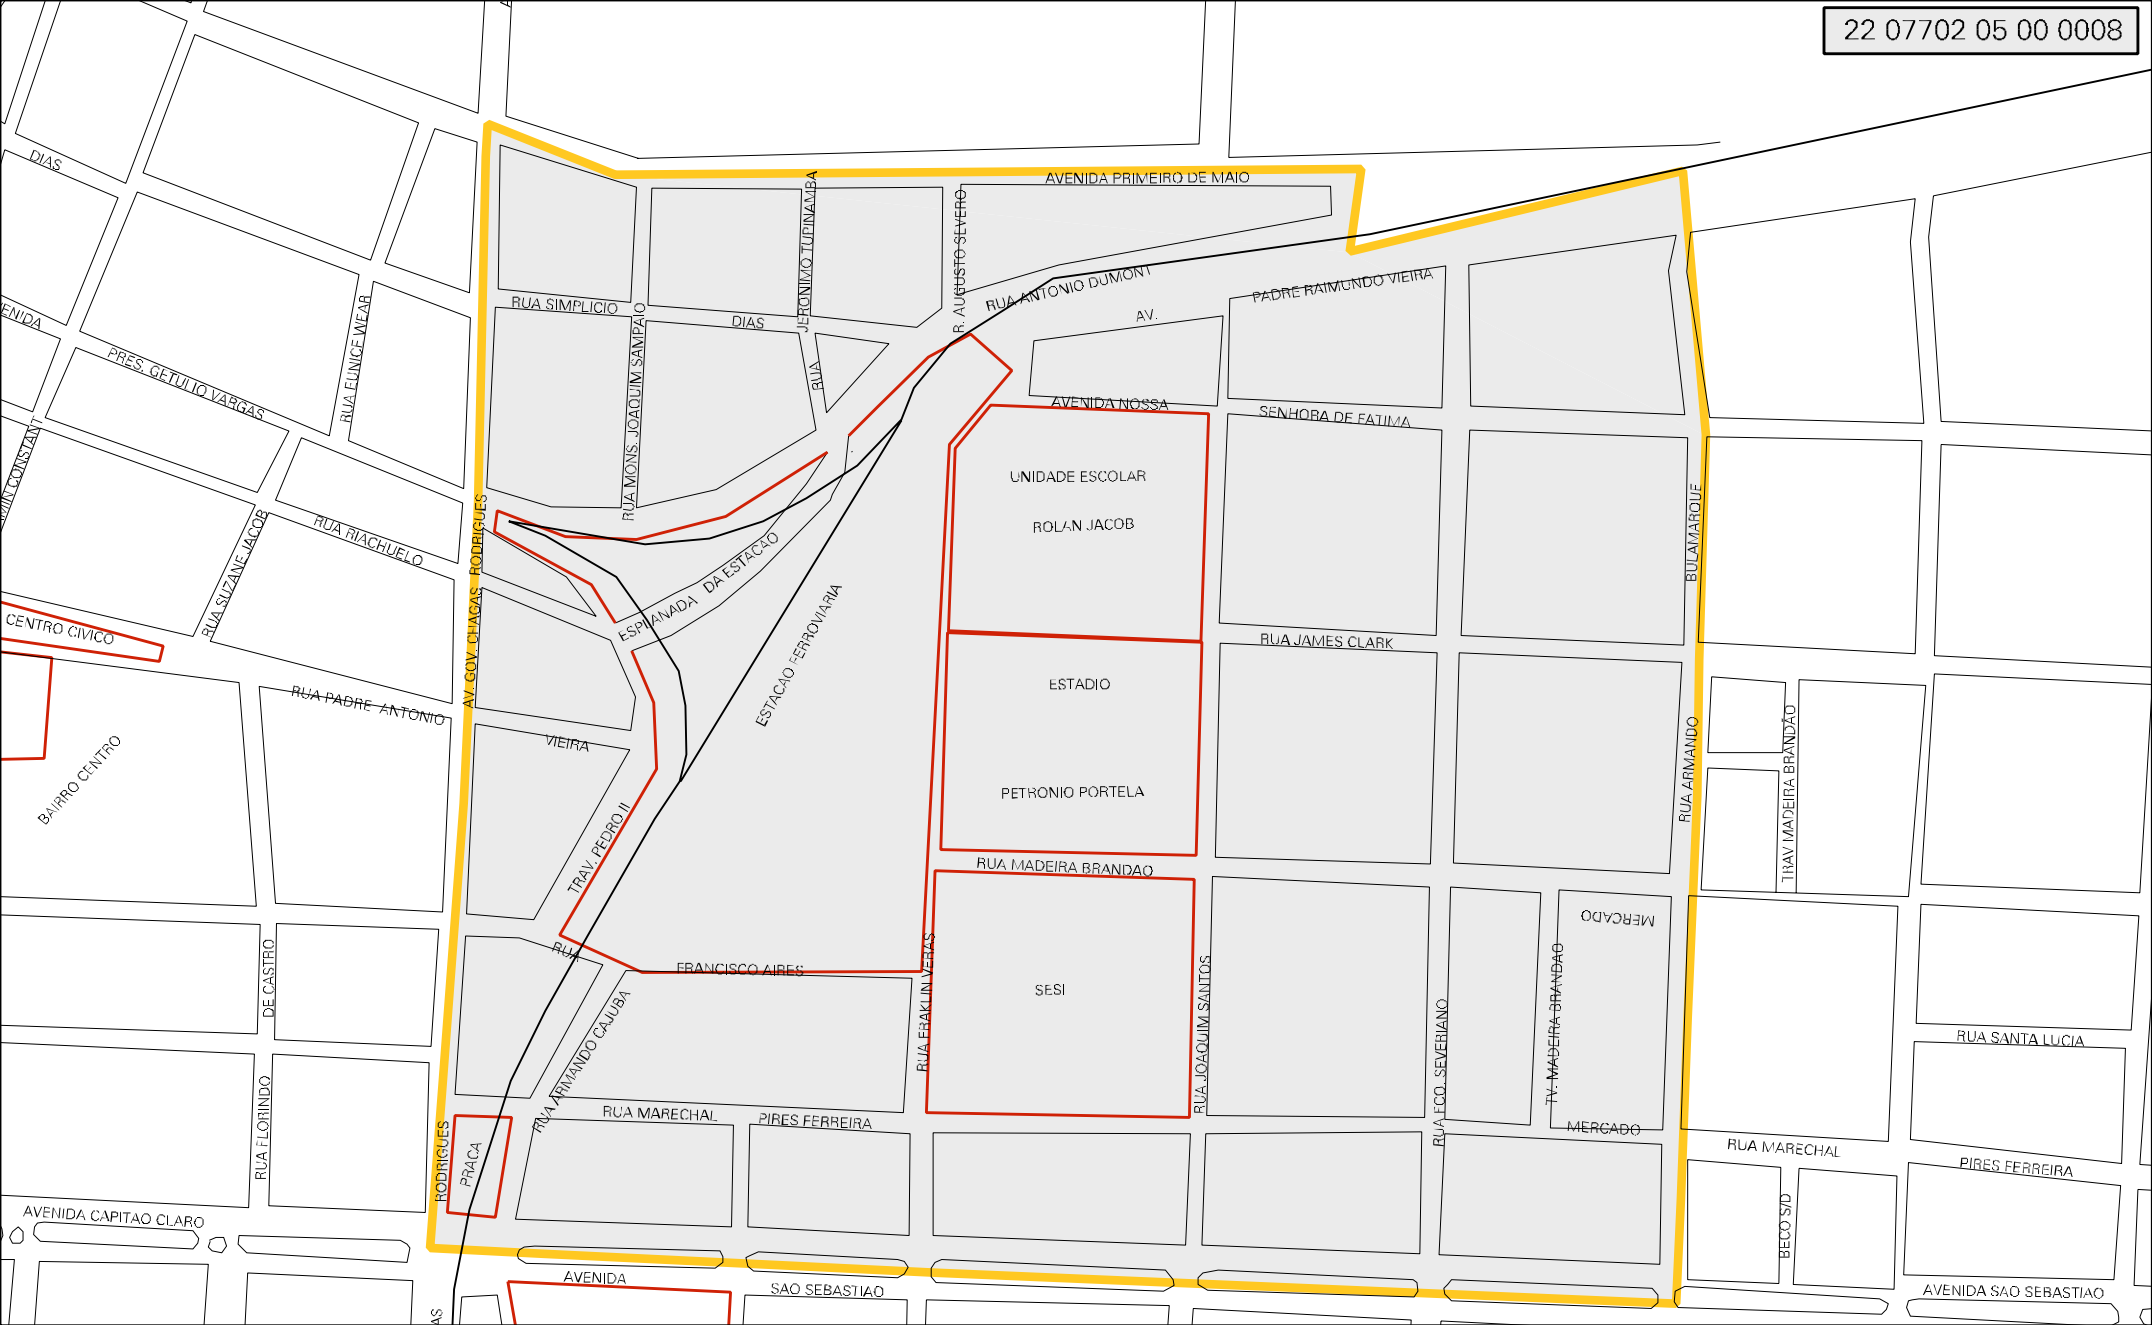 22 07702 05 00 0008
DIAS
AVENIDA PRIMEIRO DE MAIO
JERONIMO TUPINAMBA
R. AUGUSTO SEVERO
RUA ANTONIO DUMONT
PADRE RAIMUNDO VIEIRA
AV.
RUA SIMPLICIO
DIAS
RUA
RUA EUNICE WEAR
RUA MONS. JOAQUIM SAMPAIO
PRES. GETULIO VARGAS
AVENIDA NOSSA
SENHORA DE FATIMA
UNIDADE ESCOLAR
ROLAN JACOB
RUA RIACHUELO
RUA SUZANE JACOB
AV. GOV. CHAGAS RODRIGUES
ESPLANADA DA ESTACAO
ESTACAO FERROVIARIA
CENTRO CIVICO
RUA JAMES CLARK
ESTADIO
PETRONIO PORTELA
RUA ARMANDO
BULAMARQUE
RUA PADRE ANTONIO
VIEIRA
BAIRRO CENTRO
TRAV. PEDRO II
TRAV MADEIRA BRANDÃO
RUA MADEIRA BRANDAO
MERCADO
RUA
FRANCISCO AIRES
RUA FRAKLIN VERAS
SESI
RUA JOAQUIM SANTOS
RUA FCO. SEVERIANO
TV. MADEIRA BRANDAO
RUA ARMANDO CAJUBA
RUA FLORINDO
DE CASTRO
RUA SANTA LUCIA
RUA MARECHAL
PIRES FERREIRA
MERCADO
RUA MARECHAL
PIRES FERREIRA
RODRIGUES
PRACA
BECO S/D
AVENIDA CAPITAO CLARO
AVENIDA
SAO SEBASTIAO
AVENIDA SAO SEBASTIAO